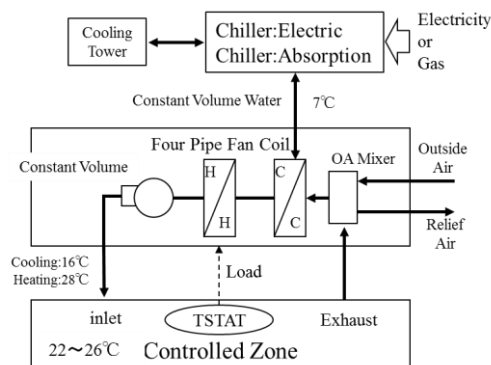 Cooling
Tower
Chiller:Electric
Chiller:Absorption
Electricity
or
Gas
Constant Volume Water
7℃
Four Pipe Fan Coil
Constant Volume
H
H
C
C
OA Mixer
Outside
Air
Relief
Air
Cooling:16℃
Heating:28℃
Load
inlet
TSTAT
Exhaust
22～26℃
Controlled Zone